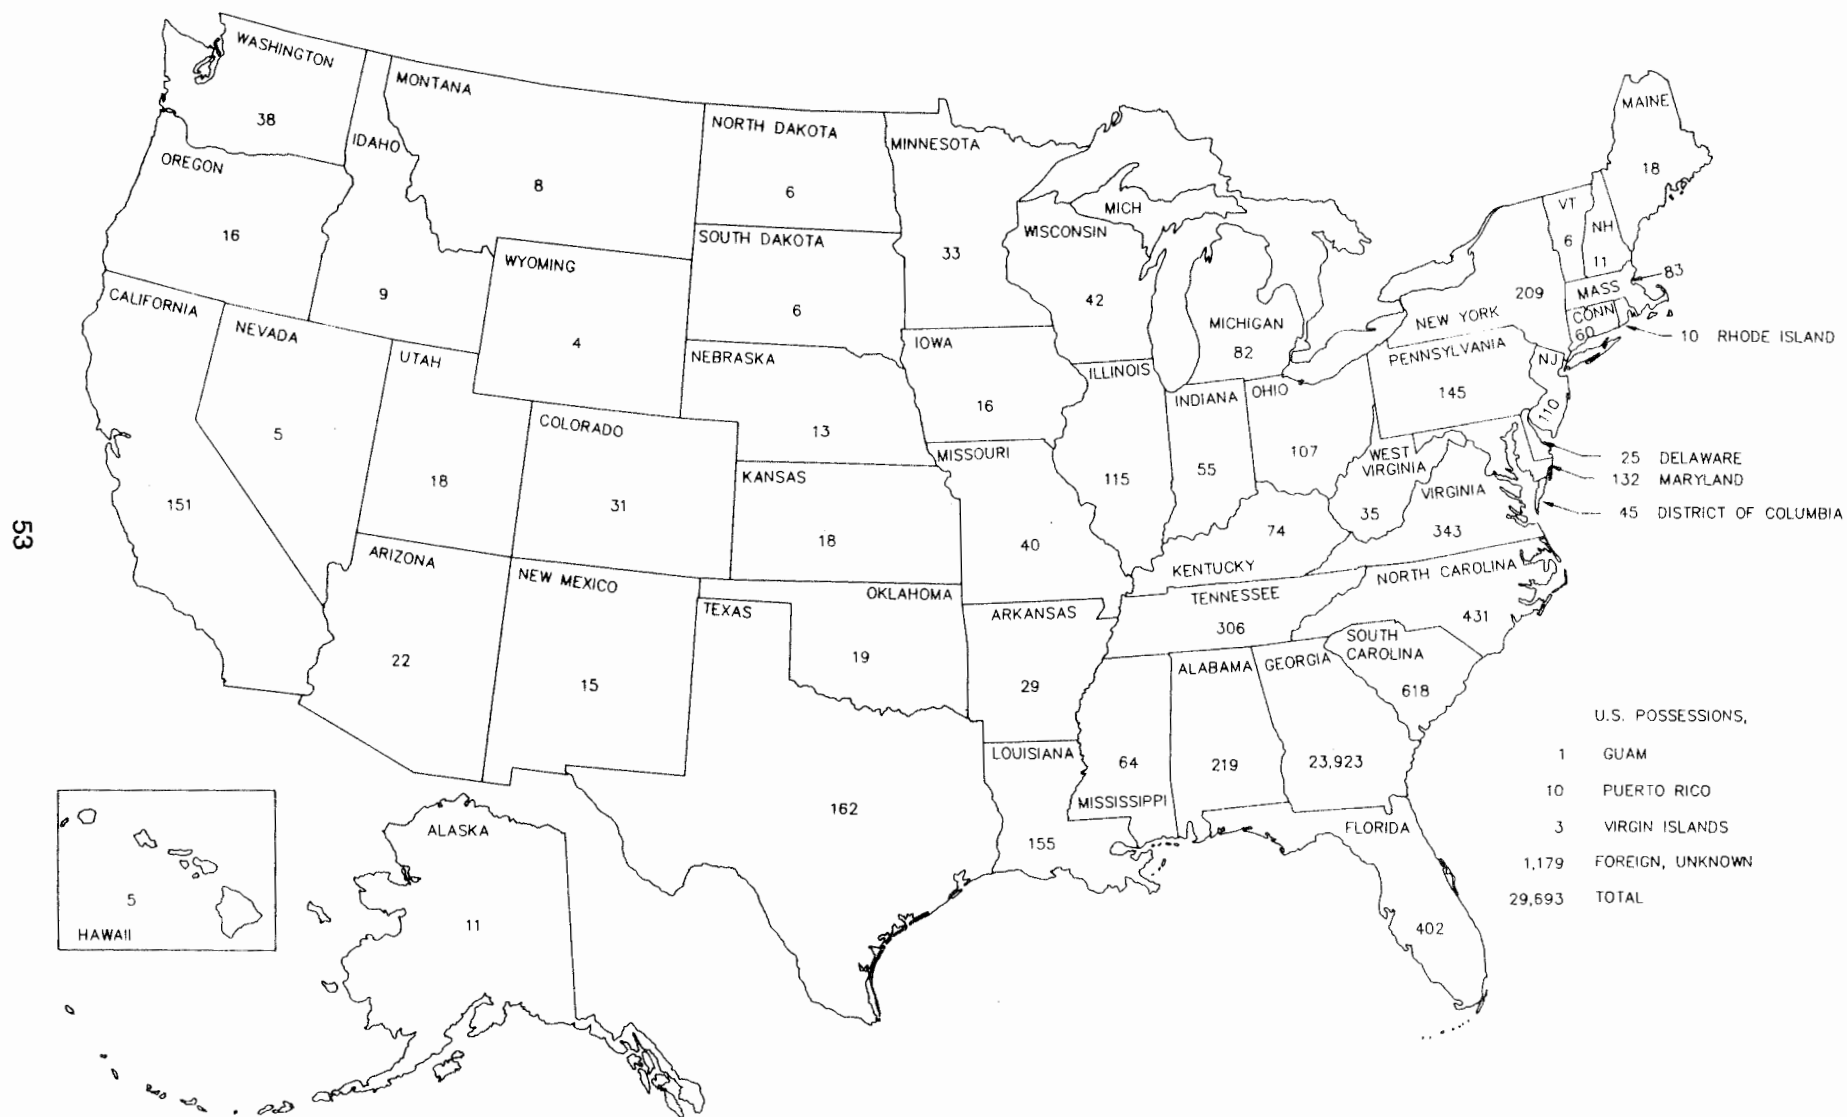 WASHINGTON
38
MONTANA
8
IDAHO
9
OREGON
16
NORTH DAKOTA
6
MINNESOTA
33
SOUTH DAKOTA
6
WYOMING
4
CALIFORNIA
151
NEVADA
5
UTAH
18
COLORADO
31
NEBRASKA
13
KANSAS
18
IOWA
16
MISSOURI
40
WISCONSIN
42
MICH
MICHIGAN
82
ILLINOIS
115
INDIANA
55
OHIO
107
MAINE
18
VT
6
NH
11
MASS
83
CONN
60
10 RHODE ISLAND
NEW YORK
209
PENNSYLVANIA
145
NJ
110
25 DELAWARE
132 MARYLAND
45 DISTRICT OF COLUMBIA
WEST
VIRGINIA
35
VIRGINIA
343
KENTUCKY
74
TENNESSEE
306
NORTH CAROLINA
431
SOUTH
CAROLINA
618
ARIZONA
22
NEW MEXICO
15
TEXAS
162
OKLAHOMA
19
ARKANSAS
29
LOUISIANA
155
MISSISSIPPI
64
ALABAMA
219
GEORGIA
23,923
FLORIDA
402
ALASKA
11
HAWAII
5
U.S. POSSESSIONS,
1 GUAM
10 PUERTO RICO
3 VIRGIN ISLANDS
1,179 FOREIGN, UNKNOWN
29,693 TOTAL
53